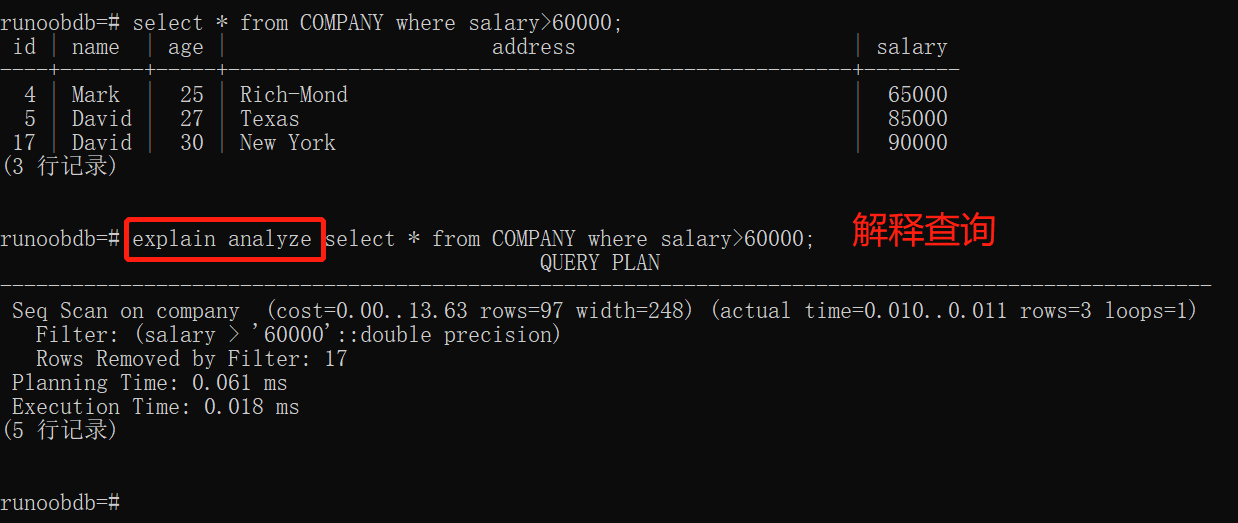 runoobdb=# select * from COMPANY where salary>60000;
 id | name  | age |                      address                       | salary
----+-------+-----+----------------------------------------------------+--------
  4 | Mark  |  25 | Rich-Mond                                          |  65000
  5 | David |  27 | Texas                                              |  85000
 17 | David |  30 | New York                                           |  90000
(3 行记录)
runoobdb=# explain analyze select * from COMPANY where salary>60000; 解释查询
                                             QUERY PLAN
-----------------------------------------------------------------------------------------------------
 Seq Scan on company  (cost=0.00..13.63 rows=97 width=248) (actual time=0.010..0.011 rows=3 loops=1)
   Filter: (salary > '60000'::double precision)
   Rows Removed by Filter: 17
 Planning Time: 0.061 ms
 Execution Time: 0.018 ms
(5 行记录)
runoobdb=#